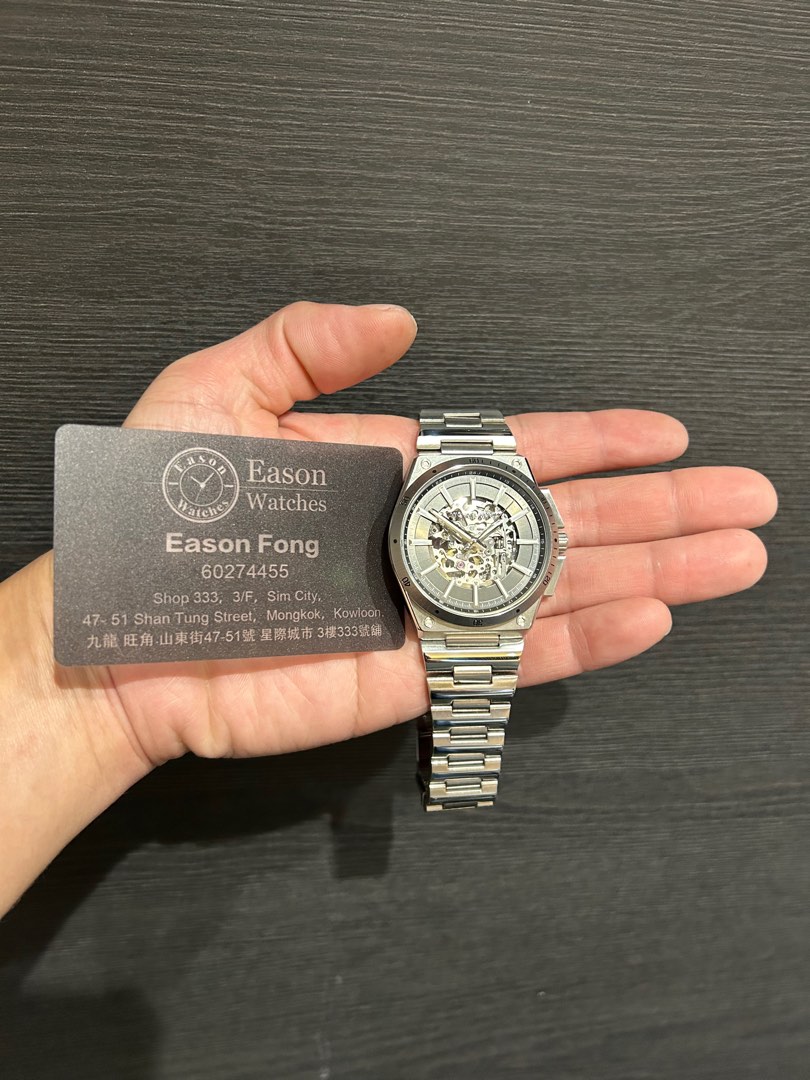 Eason
Watches
Eason
Watches
Eason Fong
60274455
Shop 333, 3/F, Sim City,
47- 51 Shan Tung Street, Mongkok, Kowloon.
九龍 旺角.山東街47-51號 星際城市 3樓333號舖